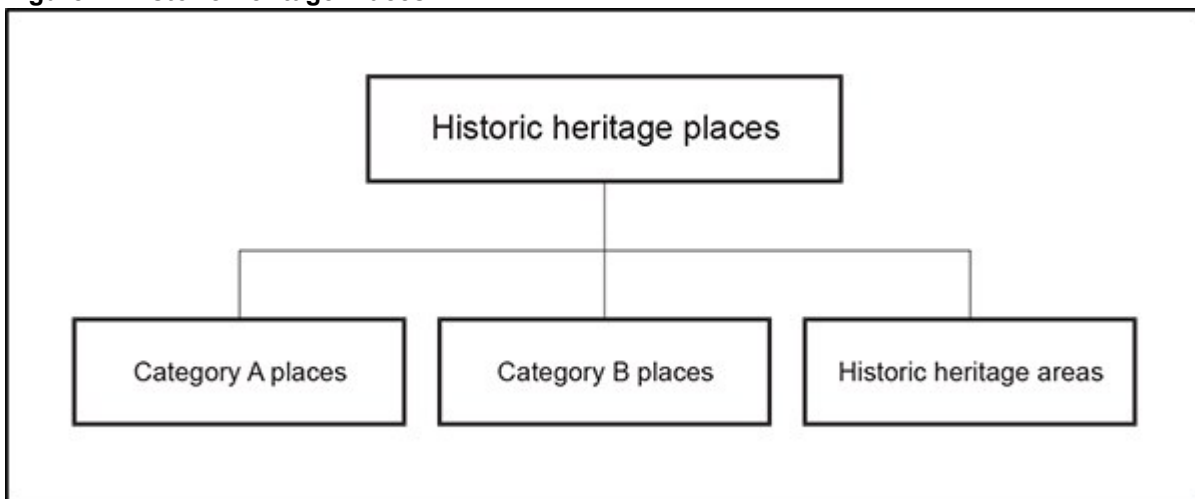 Historic heritage places
Category A places
Category B places
Historic heritage areas